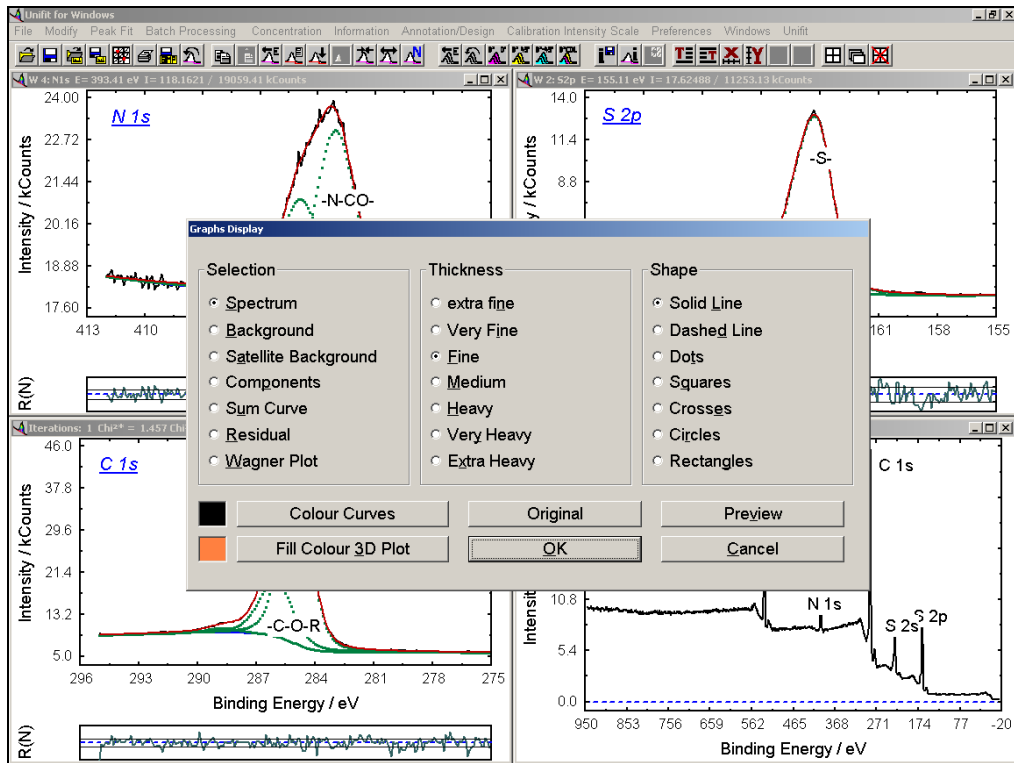 Unifit for Windows
File Modify Peak Fit Batch Processing Concentration Information Annotation/Design Calibration Intensity Scale Preferences Windows Unifit
W 4: N1s E= 393.41 eV I= 118.1621 / 19059.41 kCounts
24.00
22.72
21.44
20.16
18.88
17.60
Intensity / kCounts
N 1s
-N-CO-
413 410
R(N)
W 2: S2p E= 155.11 eV I= 17.62488 / 11253.13 kCounts
14.0
11.4
8.8
kCounts
S 2p
-S-
161 158 155
Graphs Display
Selection
Spectrum
Background
Satellite Background
Components
Sum Curve
Residual
Wagner Plot
Thickness
extra fine
Very Fine
Fine
Medium
Heavy
Very Heavy
Extra Heavy
Shape
Solid Line
Dashed Line
Dots
Squares
Crosses
Circles
Rectangles
Colour Curves
Original
Preview
Fill Colour 3D Plot
OK
Cancel
Iterations: 1 Chi²* = 1.457 Chi
46.0
37.8
29.6
21.4
13.2
5.0
Intensity / kCounts
C 1s
-C-O-R
296 293 290 287 284 281 278 275
Binding Energy / eV
R(N)
C 1s
N 1s
S 2s
S 2p
10.8
5.4
0.0
Intensit
950 853 756 659 562 465 368 271 174 77 -20
Binding Energy / eV